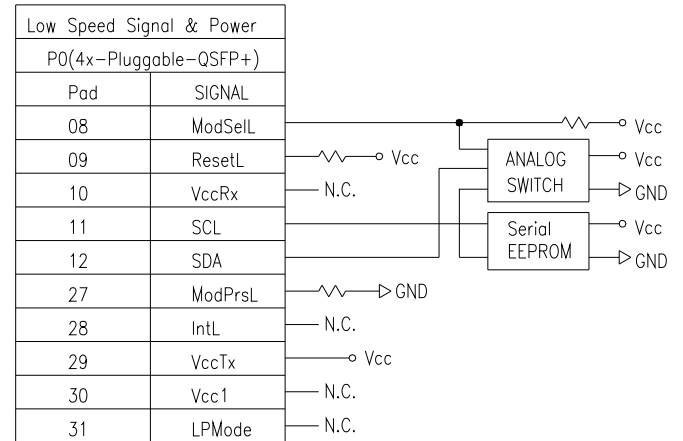 Low Speed Signal & Power
P0(4x-Pluggable-QSFP+)
Pad SIGNAL
08 ModSelL Vcc
09 ResetL Vcc ANALOG SWITCH Vcc
10 VccRx N.C. GND
11 SCL Serial EEPROM Vcc
12 SDA GND
27 ModPrsL GND
28 IntL N.C.
29 VccTx Vcc
30 Vcc1 N.C.
31 LPMode N.C.